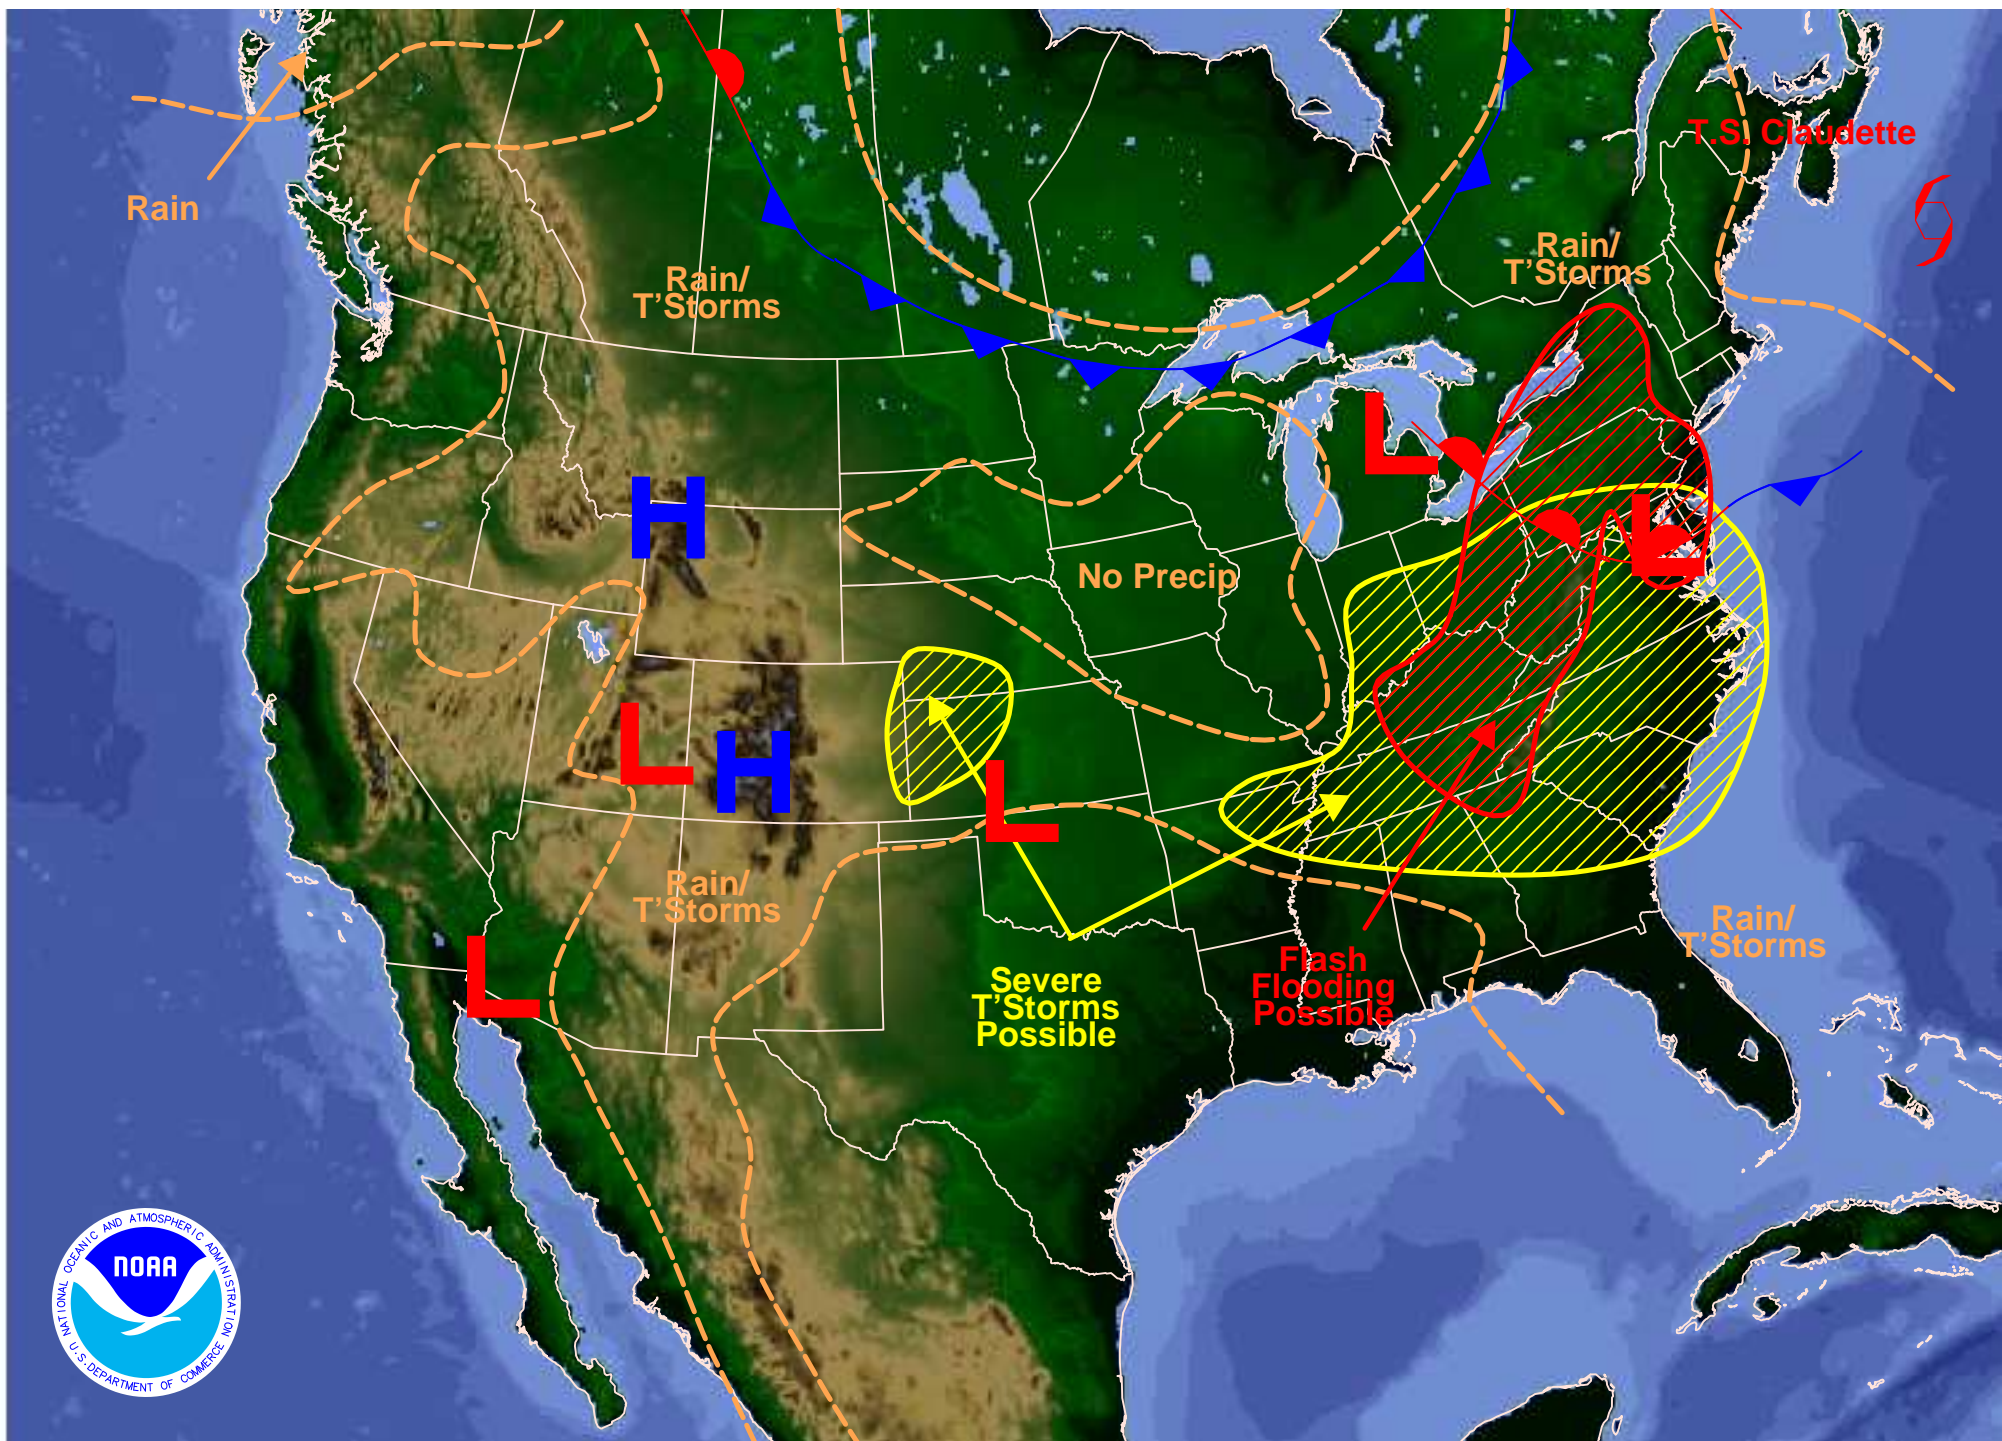 T.S. Claudette
Rain
Rain/
T'Storms
Rain/
T'Storms
H
L
L
No Precip
L
H
L
Rain/
T'Storms
Rain/
T'Storms
L
Severe
T'Storms
Possible
Flash
Flooding
Possible
NOAA
NATIONAL OCEANIC AND ATMOSPHERIC ADMINISTRATION
U.S. DEPARTMENT OF COMMERCE